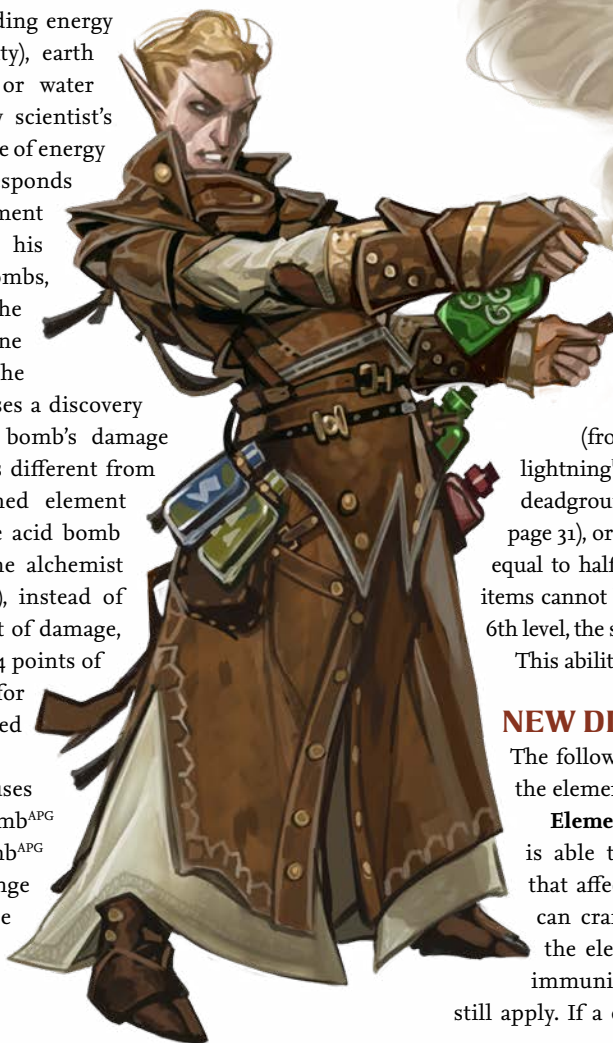 ding energy
ty), earth
or water
scientist's
e of energy
sponds
ment
his
ombs,
he
ne
he
ses a discovery
bomb's damage
s different from
ned element
e acid bomb
ne alchemist
), instead of
t of damage,
4 points of
for
ed
uses
mbAPG
mbAPG
nge
e
(fro
lightning
deadgrou
page 31), or
equal to half
items cannot
6th level, the s
This abilit
NEW DI
The follow
the elemen
Eleme
is able t
that affe
can cra
the ele
immuni
still apply. If a